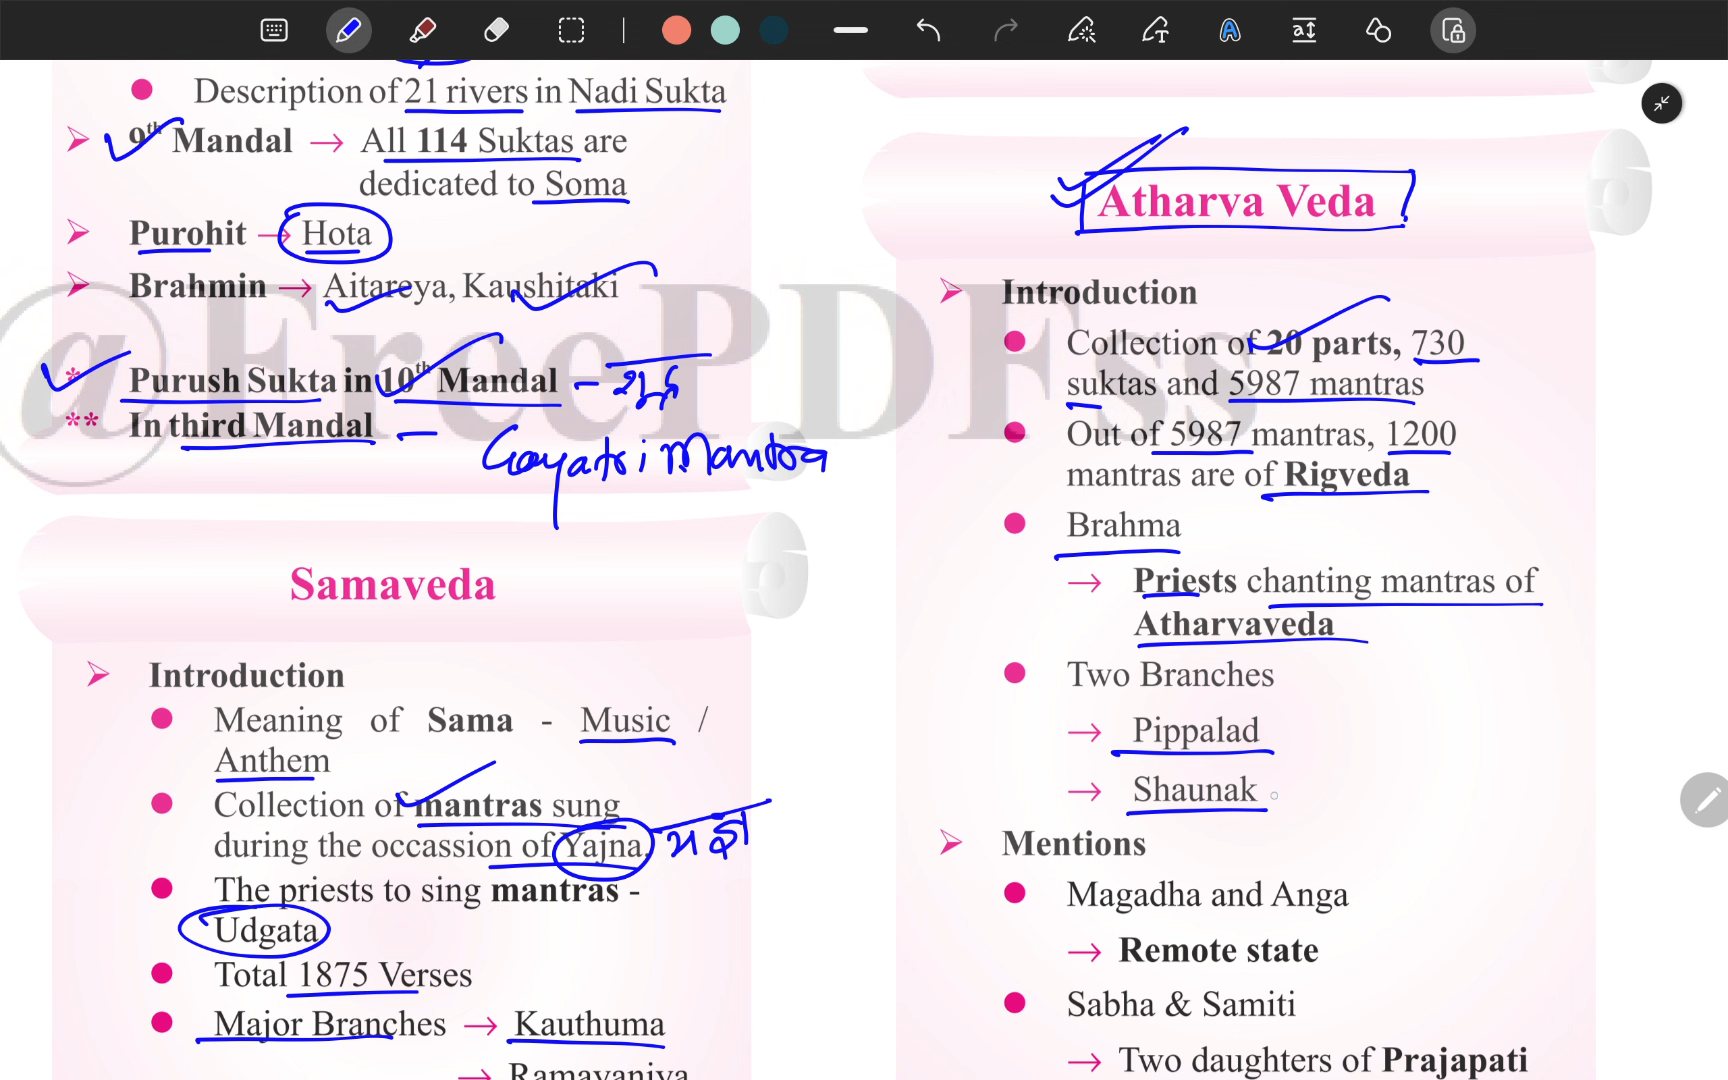 Description of 21 rivers in Nadi Sukta
9th Mandal → All 114 Suktas are
dedicated to Soma
Purohit → Hota
Brahmin → Aitareya, Kaushitaki
@FreePDFss
* Purush Sukta in 10th Mandal –
** In third Mandal – Gayatri Mantra
Samaveda
Introduction
Meaning of Sama - Music /
Anthem
Collection of mantras sung
during the occassion of Yajna.
The priests to sing mantras -
Udgata
Total 1875 Verses
Major Branches → Kauthuma
→ Ramayaniya
Atharva Veda
Introduction
Collection of 20 parts, 730
suktas and 5987 mantras
Out of 5987 mantras, 1200
mantras are of Rigveda
Brahma
→ Priests chanting mantras of
Atharvaveda
Two Branches
→ Pippalad
→ Shaunak
Mentions
Magadha and Anga
→ Remote state
Sabha & Samiti
→ Two daughters of Prajapati